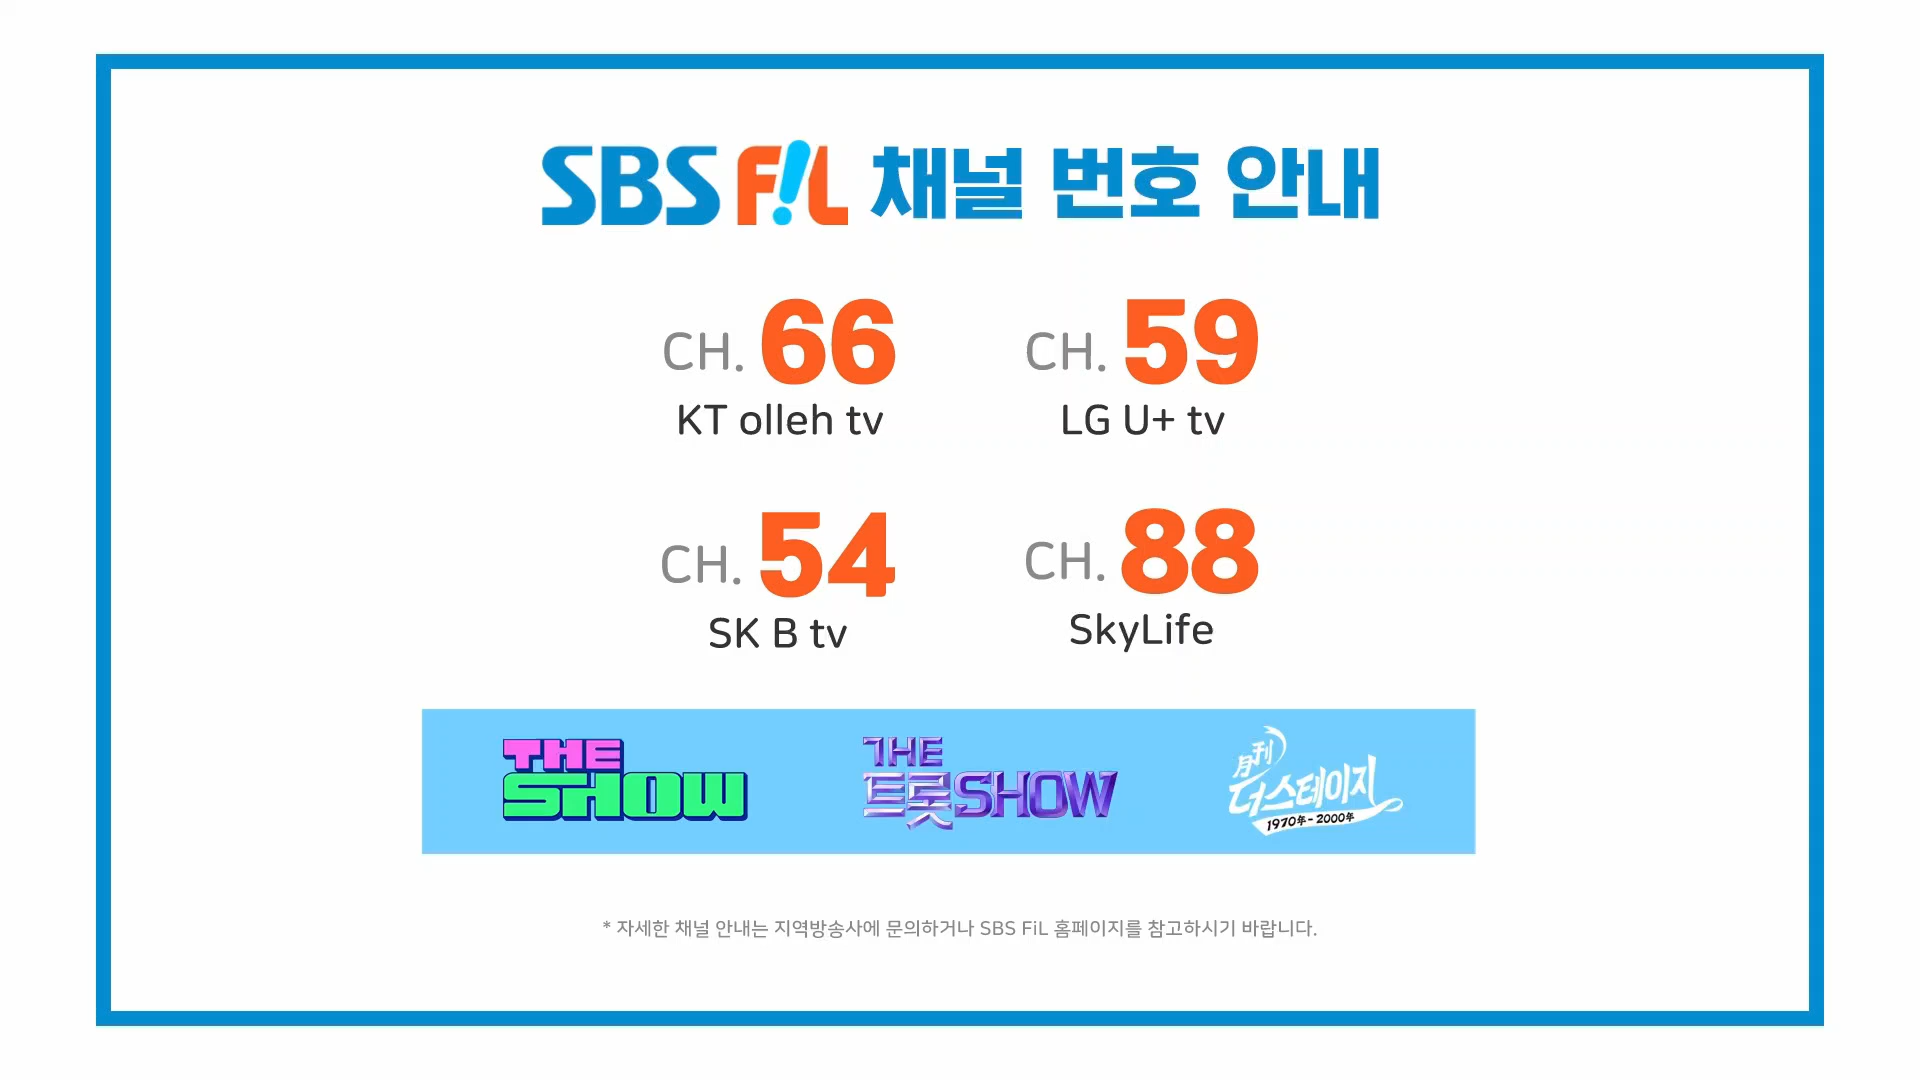 SBS F!L 채널 번호 안내
CH. 66
KT olleh tv
CH. 59
LG U+ tv
CH. 54
SK B tv
CH. 88
SkyLife
THE
SHOW
THE
트롯SHOW
月刊
더스테이지
1970年-2000年
* 자세한 채널 안내는 지역방송사에 문의하거나 SBS FiL 홈페이지를 참고하시기 바랍니다.